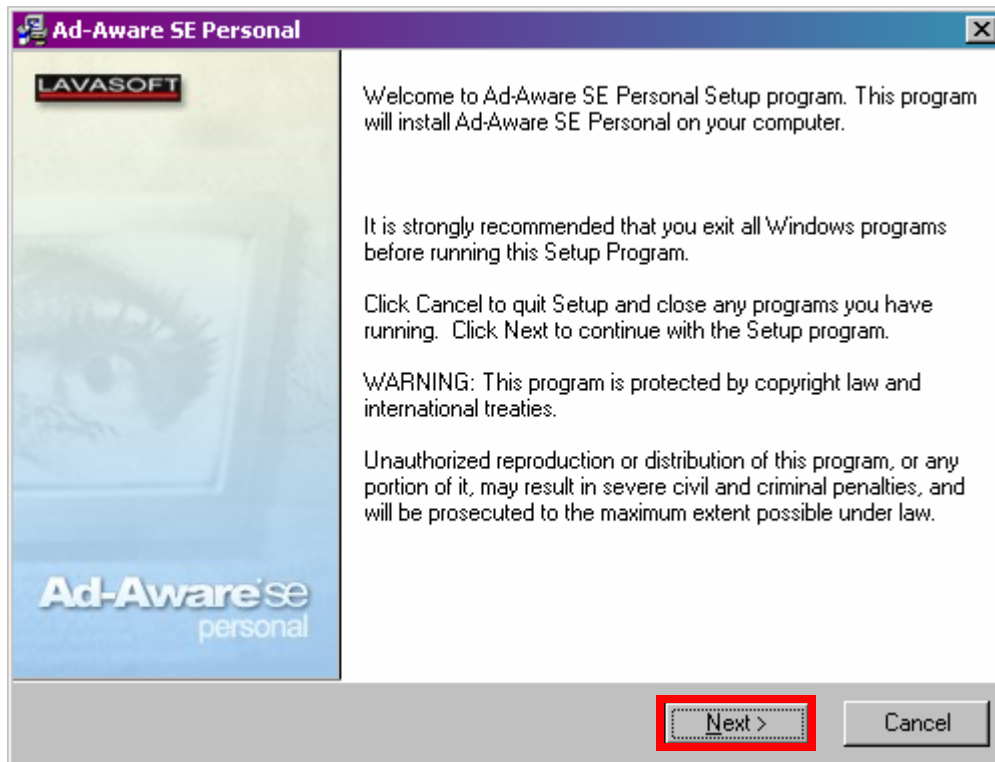 Ad-Aware SE Personal
LAVASOFT
Welcome to Ad-Aware SE Personal Setup program. This program
will install Ad-Aware SE Personal on your computer.
It is strongly recommended that you exit all Windows programs
before running this Setup Program.
Click Cancel to quit Setup and close any programs you have
running. Click Next to continue with the Setup program.
WARNING: This program is protected by copyright law and
international treaties.
Unauthorized reproduction or distribution of this program, or any
portion of it, may result in severe civil and criminal penalties, and
will be prosecuted to the maximum extent possible under law.
Ad-Aware se
personal
Next >
Cancel